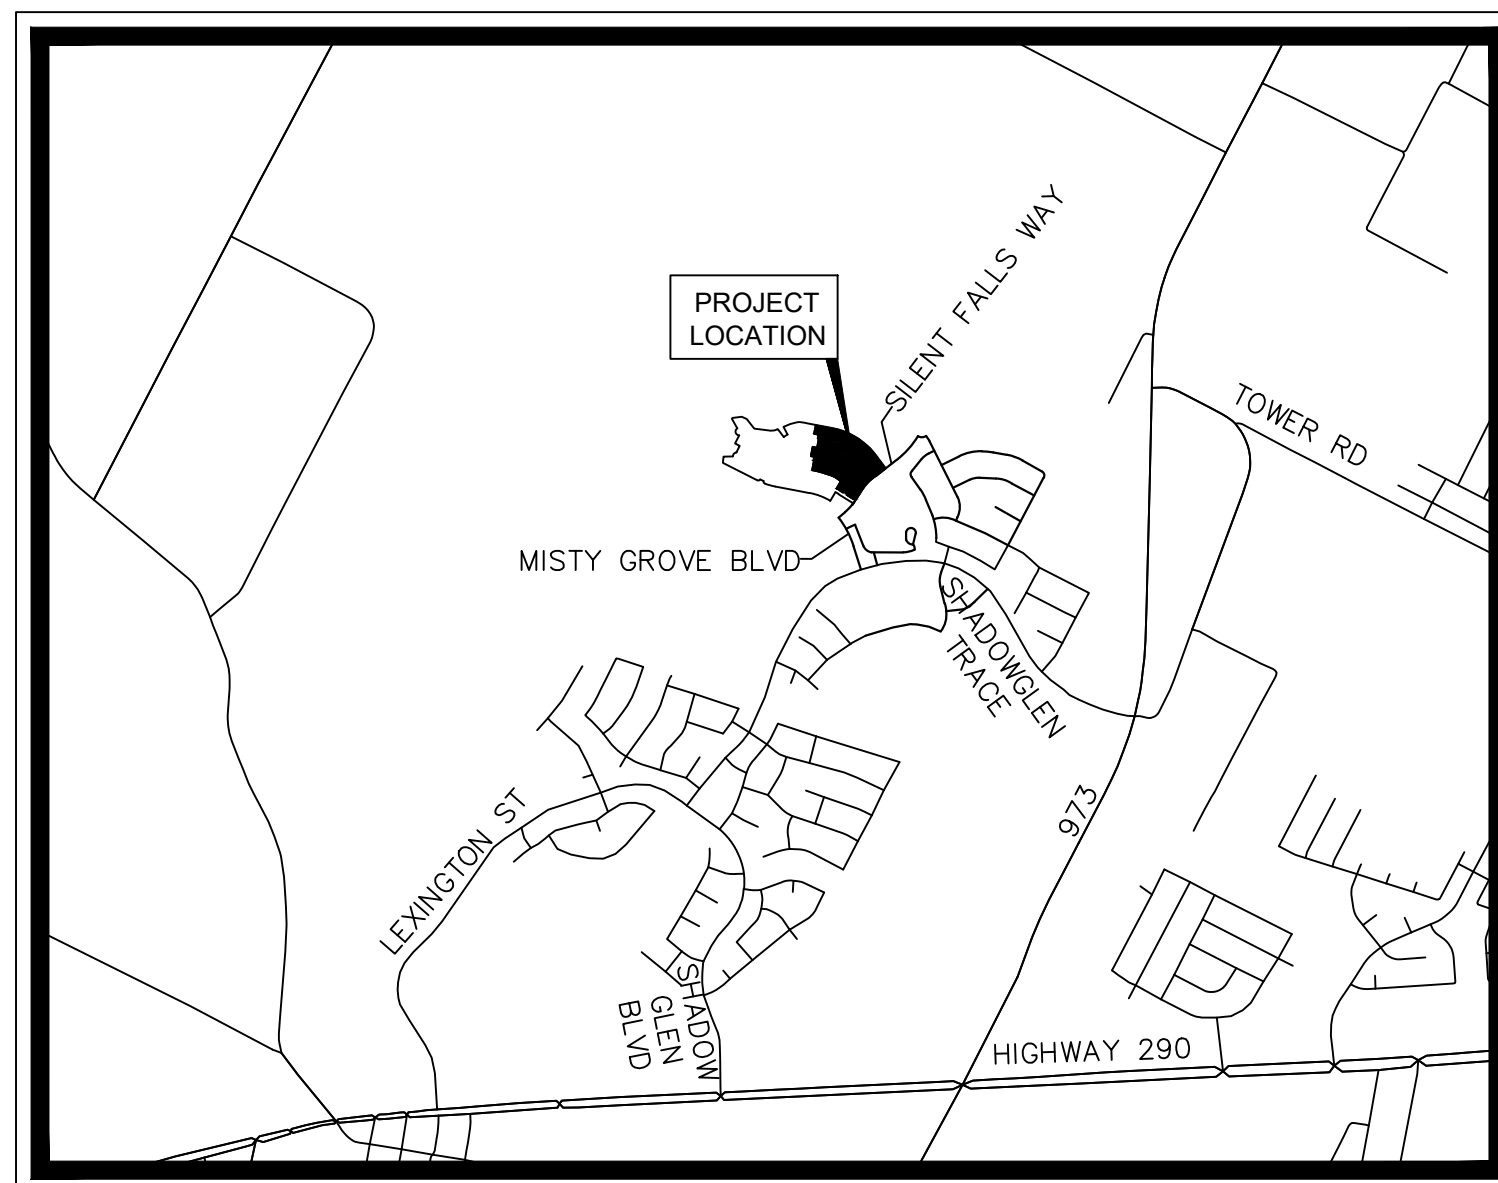 SILENT FALLS WAY
PROJECT
LOCATION
TOWER RD
MISTY GROVE BLVD
SHADOWGLEN
TRACE
973
LEXINGTON ST
SHADOW
GLEN
BLVD
HIGHWAY 290